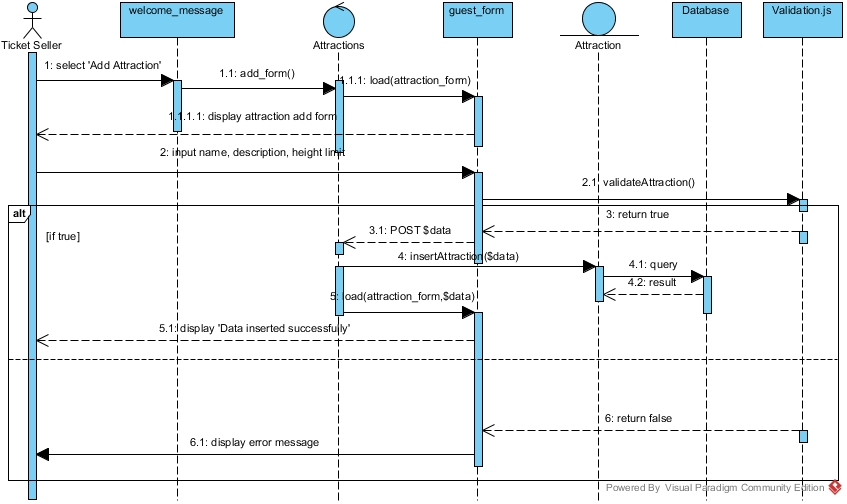 welcome_message
guest_form
Database
Validation.js
Ticket Seller
Attractions
Attraction
1: select 'Add Attraction'
1.1: add_form()
1.1.1: load(attraction_form)
1.1.1.1: display attraction add form
2: input name, description, height limit
2.1: validateAttraction()
alt
3: return true
[if true]
3.1: POST $data
4: insertAttraction($data)
4.1: query
4.2: result
5: load(attraction_form,$data)
5.1: display 'Data inserted successfully'
6: return false
6.1: display error message
Powered By Visual Paradigm Community Edition